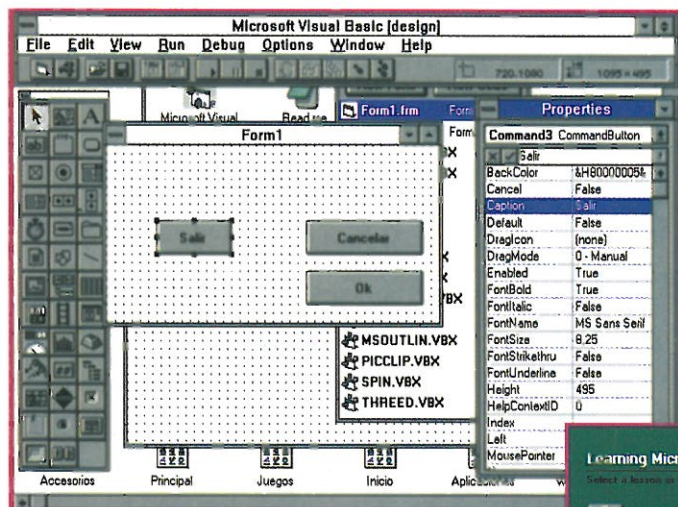 Microsoft Visual Basic [design]
File Edit View Run Debug Options Window Help
720,1080
1095 × 495
Microsoft Visual
Read me
Form1.frm
Form1
Properties
Command3 CommandButton
Salir
BackColor &H80000005&
Cancel False
Caption Salir
Default False
DragIcon (none)
DragMode 0 - Manual
Enabled True
FontBold True
FontItalic False
FontName MS Sans Serif
FontSize 8,25
FontStrikethru False
FontUnderline False
Height 495
HelpContextID 0
Index
Left
MousePointer
Form1
Salir
Cancelar
Ok
MSOUTLIN.VBX
PICCLIP.VBX
SPIN.VBX
THREED.VBX
Accesorios
Principal
Juegos
Inicio
Learning Micr
Select a lesson or